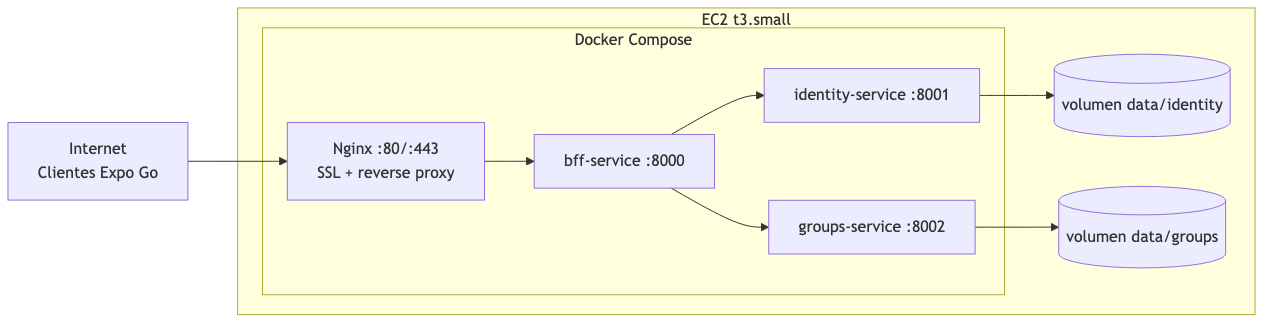 EC2 t3.small
Docker Compose
Internet
Clientes Expo Go
Nginx :80/:443
SSL + reverse proxy
bff-service :8000
identity-service :8001
groups-service :8002
volumen data/identity
volumen data/groups